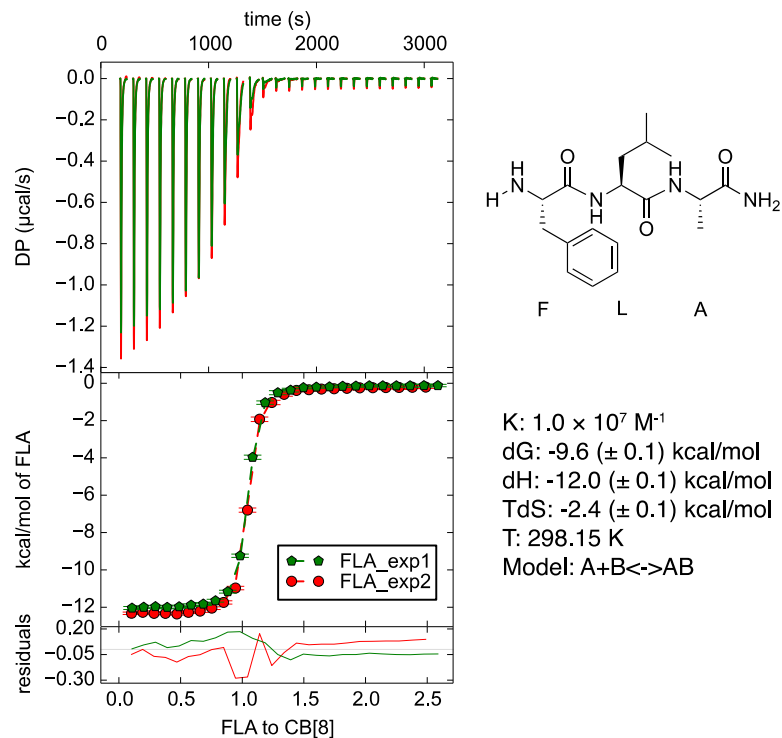 time (s)
0 1000 2000 3000
0.0
−0.2
−0.4
−0.6
−0.8
−1.0
−1.2
−1.4
DP (μcal/s)
0
−2
−4
−6
−8
−10
−12
kcal/mol of FLA
FLA_exp1
FLA_exp2
0.20
−0.05
−0.30
residuals
0.0 0.5 1.0 1.5 2.0 2.5
FLA to CB[8]
O
H
N
H
N
H
O
H
N
O
NH2
F L A
K: 1.0 × 10⁷ M⁻¹
dG: -9.6 (± 0.1) kcal/mol
dH: -12.0 (± 0.1) kcal/mol
TdS: -2.4 (± 0.1) kcal/mol
T: 298.15 K
Model: A+B<->AB